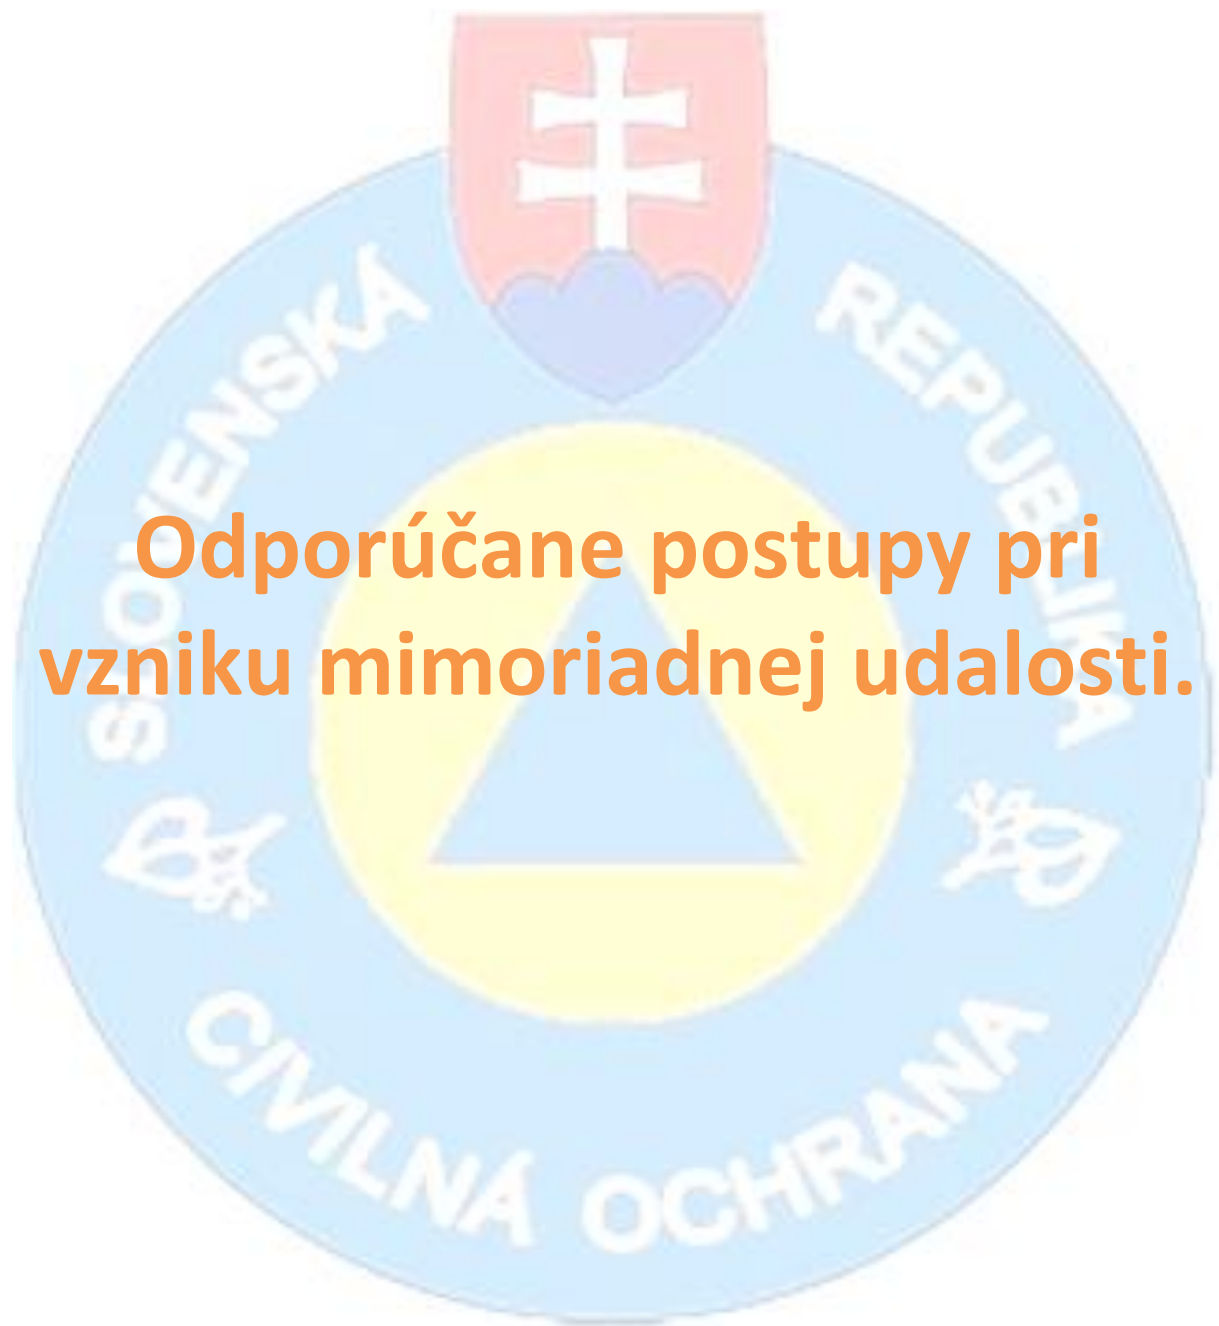 SLOVENSKÁ REPUBLIKA
Odporúčane postupy pri
vzniku mimoriadnej udalosti.
CIVILNÁ OCHRANA